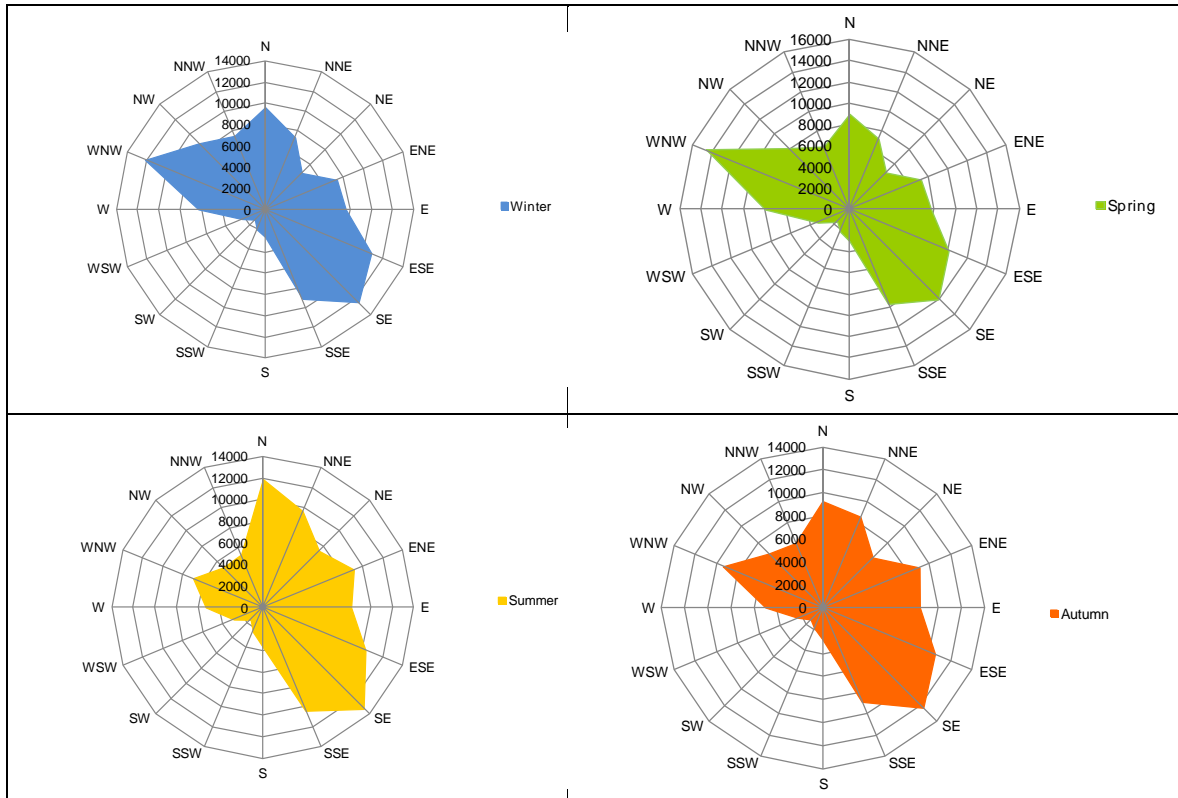 N
NNE
NE
ENE
E
ESE
SE
SSE
S
SSW
SW
WSW
W
WNW
NW
NNW
14000
12000
10000
8000
6000
4000
2000
0
Winter
N
NNE
NE
ENE
E
ESE
SE
SSE
S
SSW
SW
WSW
W
WNW
NW
NNW
16000
14000
12000
10000
8000
6000
4000
2000
0
Spring
N
NNE
NE
ENE
E
ESE
SE
SSE
S
SSW
SW
WSW
W
WNW
NW
NNW
14000
12000
10000
8000
6000
4000
2000
0
Summer
N
NNE
NE
ENE
E
ESE
SE
SSE
S
SSW
SW
WSW
W
WNW
NW
NNW
14000
12000
10000
8000
6000
4000
2000
0
Autumn